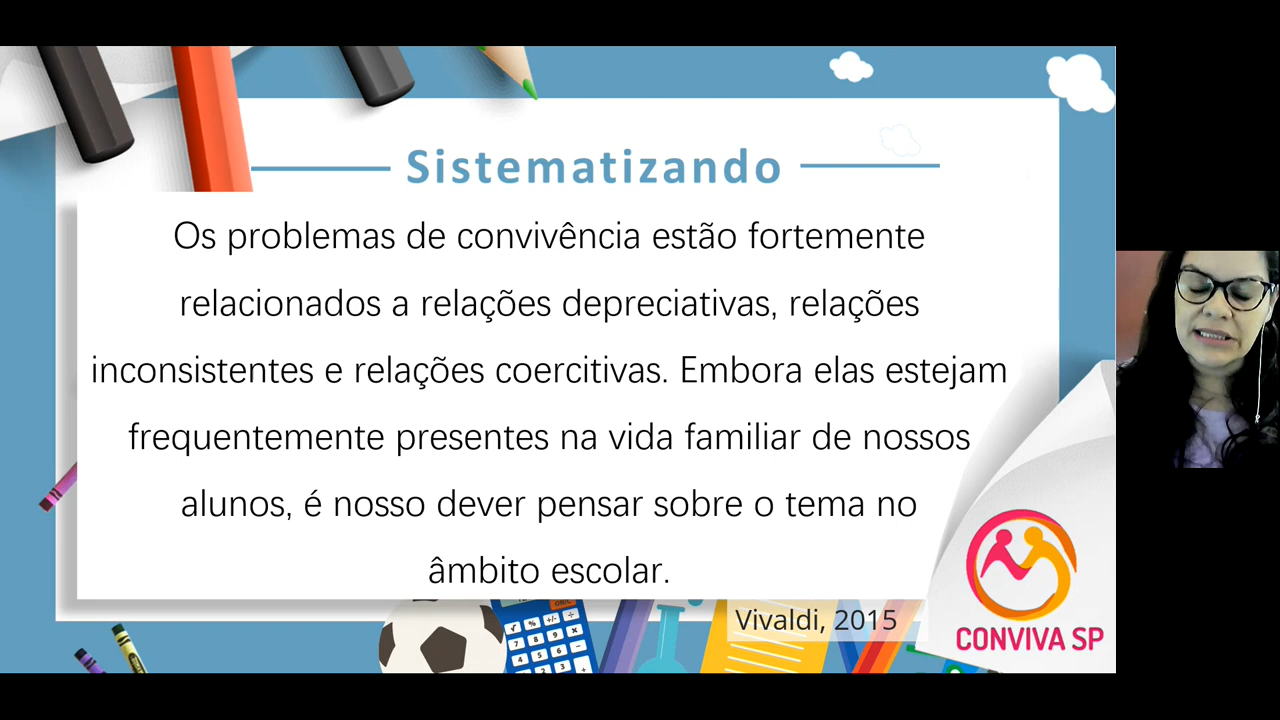 Sistematizando
Os problemas de convivência estão fortemente
relacionados a relações depreciativas, relações
inconsistentes e relações coercitivas. Embora elas estejam
frequentemente presentes na vida familiar de nossos
alunos, é nosso dever pensar sobre o tema no
âmbito escolar.
Vivaldi, 2015
CONVIVA SP